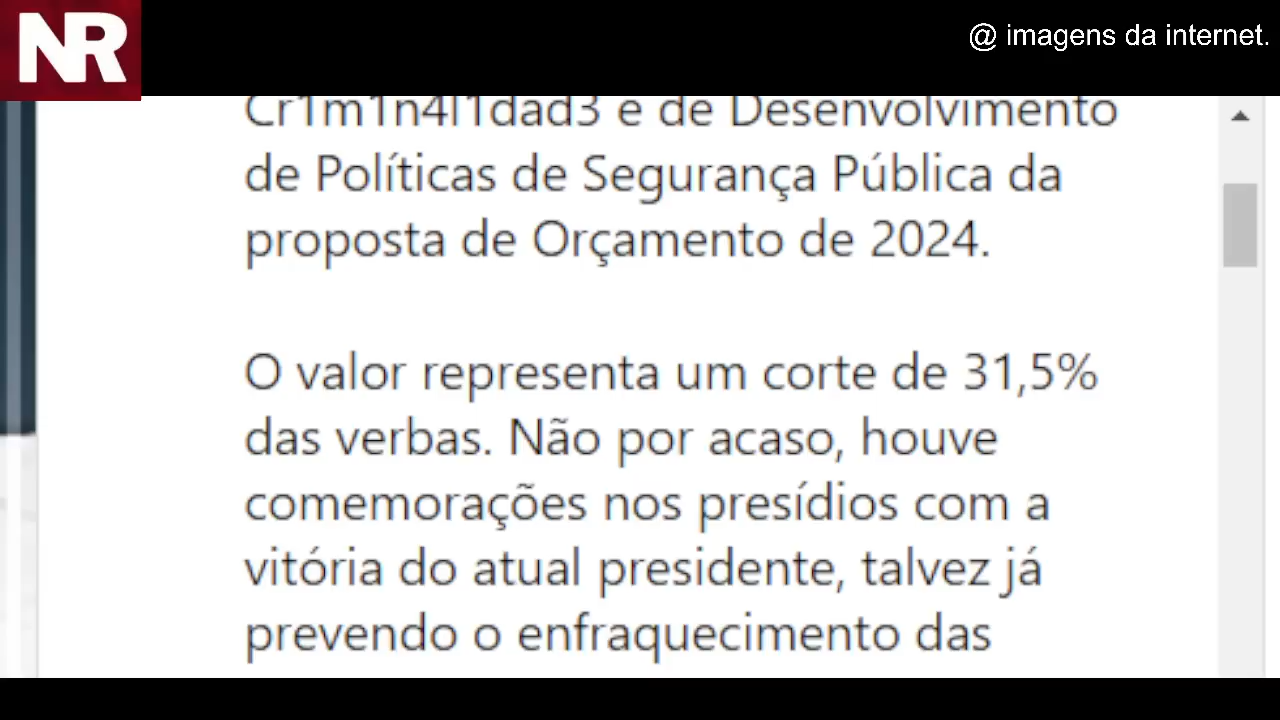 NR
@ imagens da internet.
Cr1m1n4l1dad3 e de Desenvolvimento
de Políticas de Segurança Pública da
proposta de Orçamento de 2024.
O valor representa um corte de 31,5%
das verbas. Não por acaso, houve
comemorações nos presídios com a
vitória do atual presidente, talvez já
prevendo o enfraquecimento das